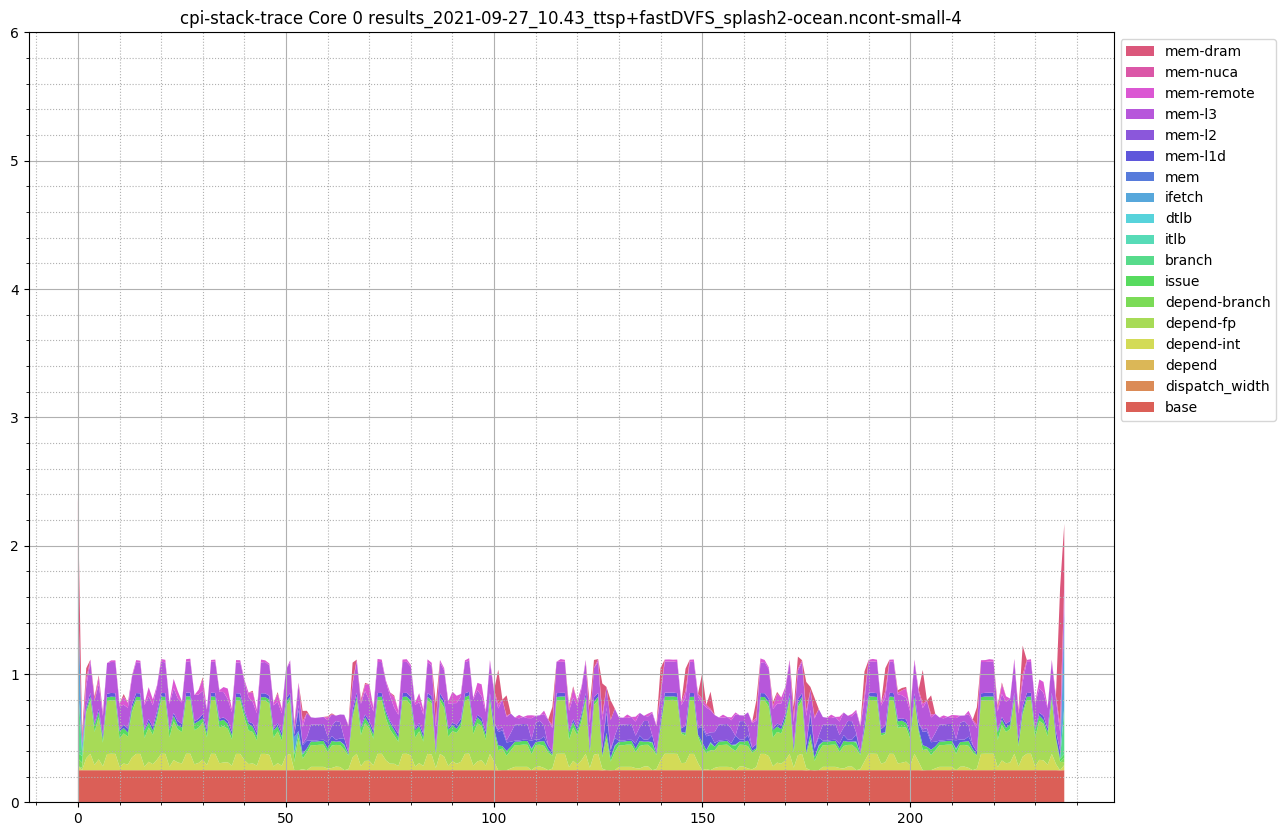 cpi-stack-trace Core 0 results_2021-09-27_10.43_ttsp+fastDVFS_splash2-ocean.ncont-small-4
6
5
4
3
2
1
0
0 50 100 150 200
mem-dram
mem-nuca
mem-remote
mem-l3
mem-l2
mem-l1d
mem
ifetch
dtlb
itlb
branch
issue
depend-branch
depend-fp
depend-int
depend
dispatch_width
base